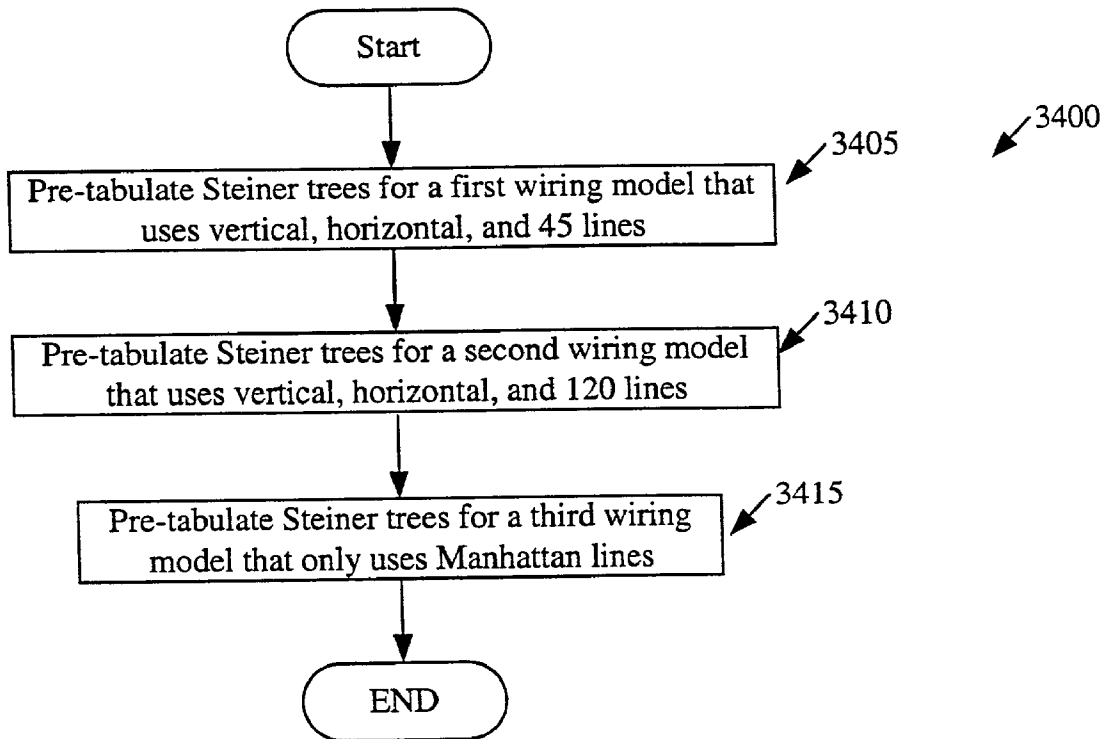 Start
3400
3405
Pre-tabulate Steiner trees for a first wiring model that
uses vertical, horizontal, and 45 lines
3410
Pre-tabulate Steiner trees for a second wiring model
that uses vertical, horizontal, and 120 lines
3415
Pre-tabulate Steiner trees for a third wiring
model that only uses Manhattan lines
END